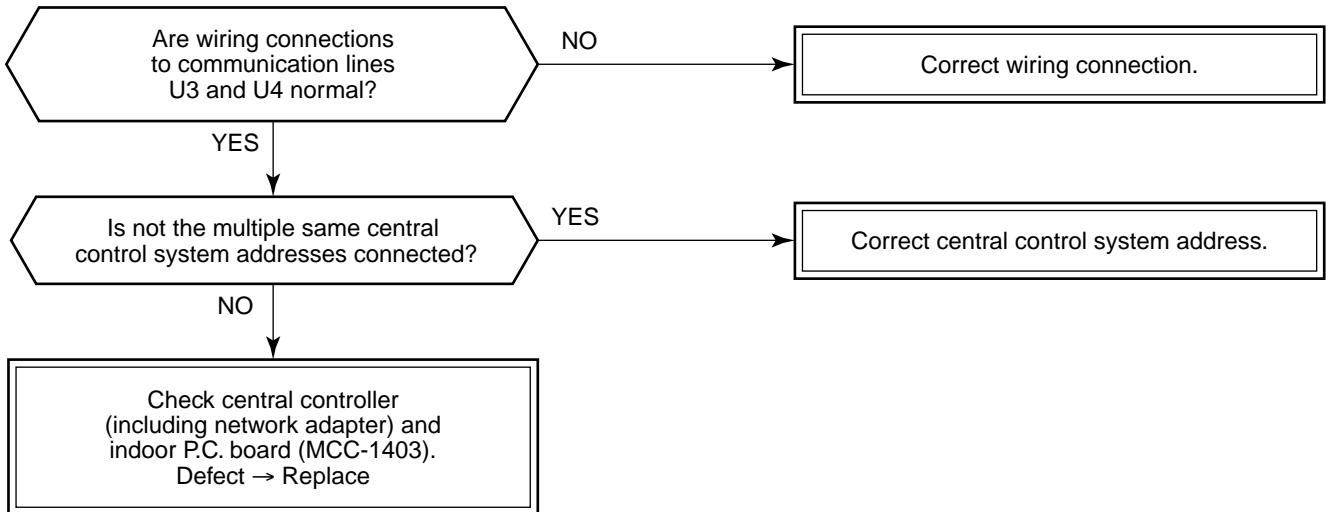 Are wiring connections
to communication lines
U3 and U4 normal?
NO
Correct wiring connection.
YES
Is not the multiple same central
control system addresses connected?
YES
Correct central control system address.
NO
Check central controller
(including network adapter) and
indoor P.C. board (MCC-1403).
Defect → Replace